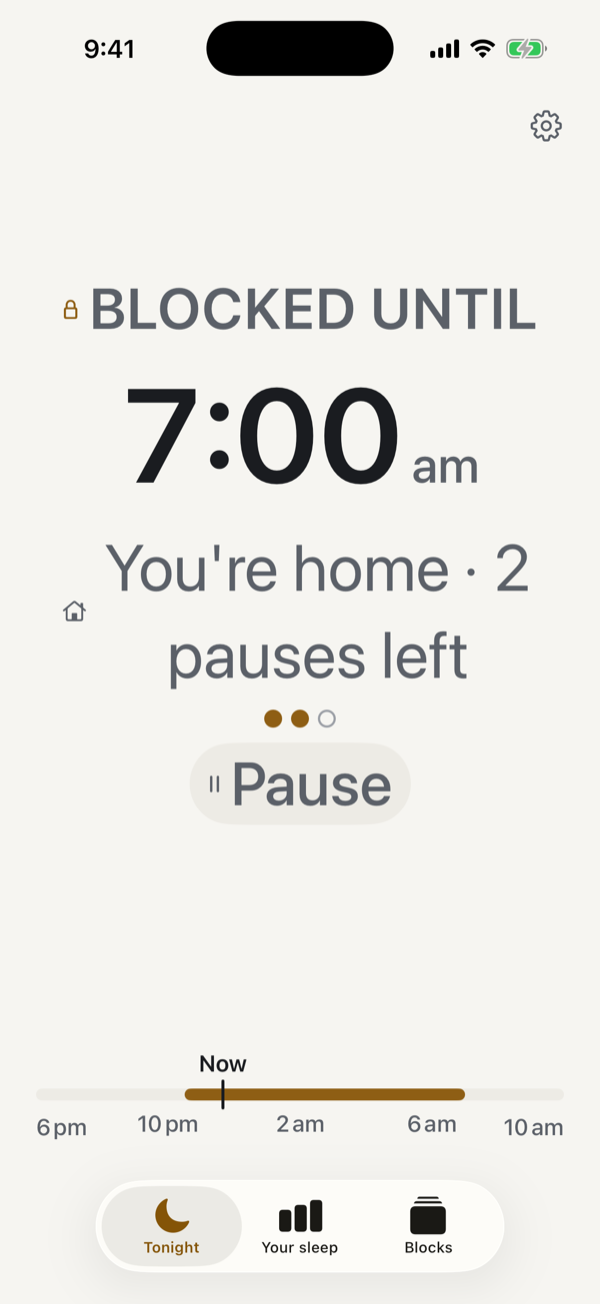 9:41
BLOCKED UNTIL
7:00 am
You're home · 2
pauses left
Pause
Now
6 pm 10 pm 2 am 6 am 10 am
Tonight Your sleep Blocks